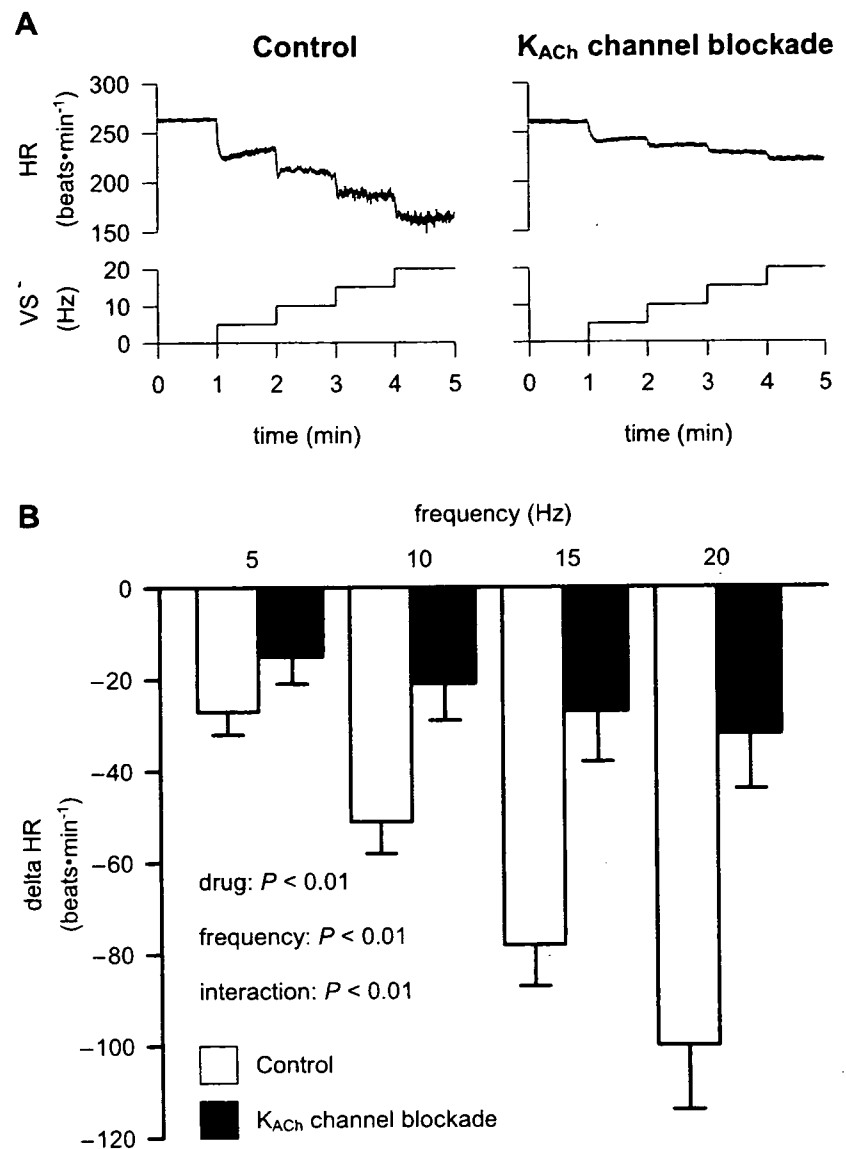 A
Control
K_ACh channel blockade
HR
(beats•min⁻¹)
300
250
200
150
VS
(Hz)
20
10
0
0 1 2 3 4 5
time (min)
0 1 2 3 4 5
time (min)
B
frequency (Hz)
5 10 15 20
delta HR
(beats•min⁻¹)
0
−20
−40
−60
−80
−100
−120
drug: P < 0.01
frequency: P < 0.01
interaction: P < 0.01
Control
K_ACh channel blockade